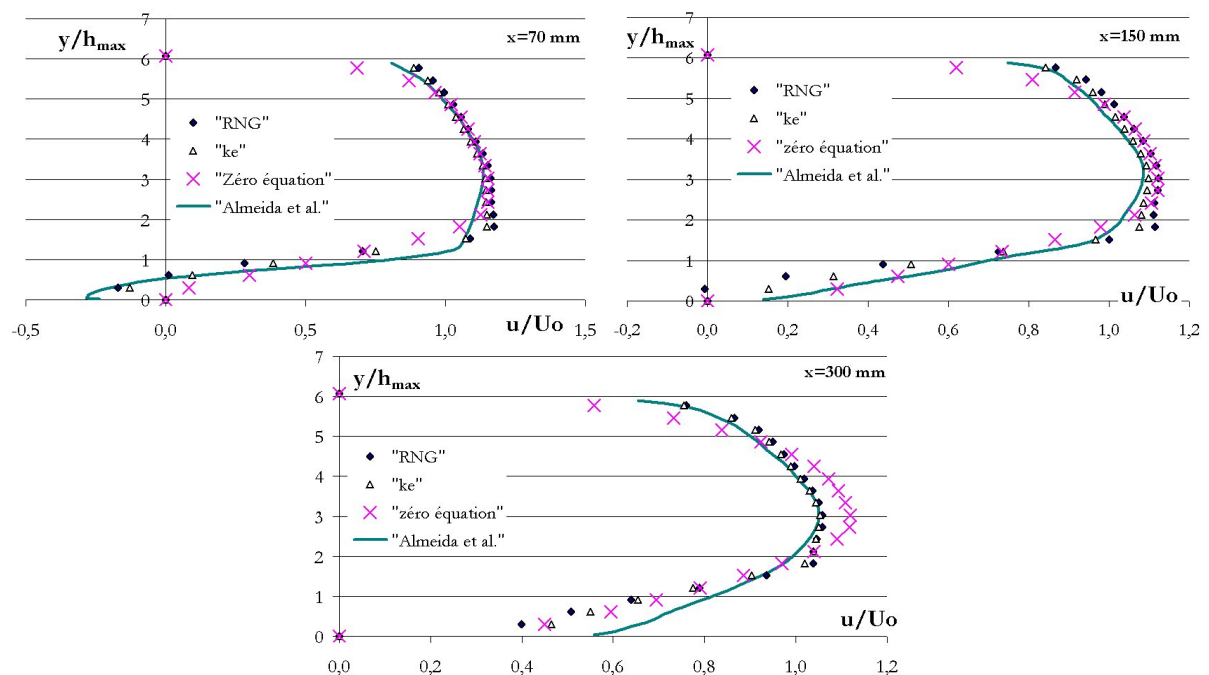 y/hmax
x=70 mm
7
6
5
4
3
2
1
0
"RNG"
"ke"
"Zéro équation"
"Almeida et al."
u/Uo
-0,5
0,0
0,5
1,0
1,5
y/hmax
x=150 mm
7
6
5
4
3
2
1
0
"RNG"
"ke"
"zéro équation"
"Almeida et al."
u/Uo
-0,2
0,0
0,2
0,4
0,6
0,8
1,0
1,2
y/hmax
x=300 mm
7
6
5
4
3
2
1
0
"RNG"
"ke"
"zéro équation"
"Almeida et al."
u/Uo
0,0
0,2
0,4
0,6
0,8
1,0
1,2